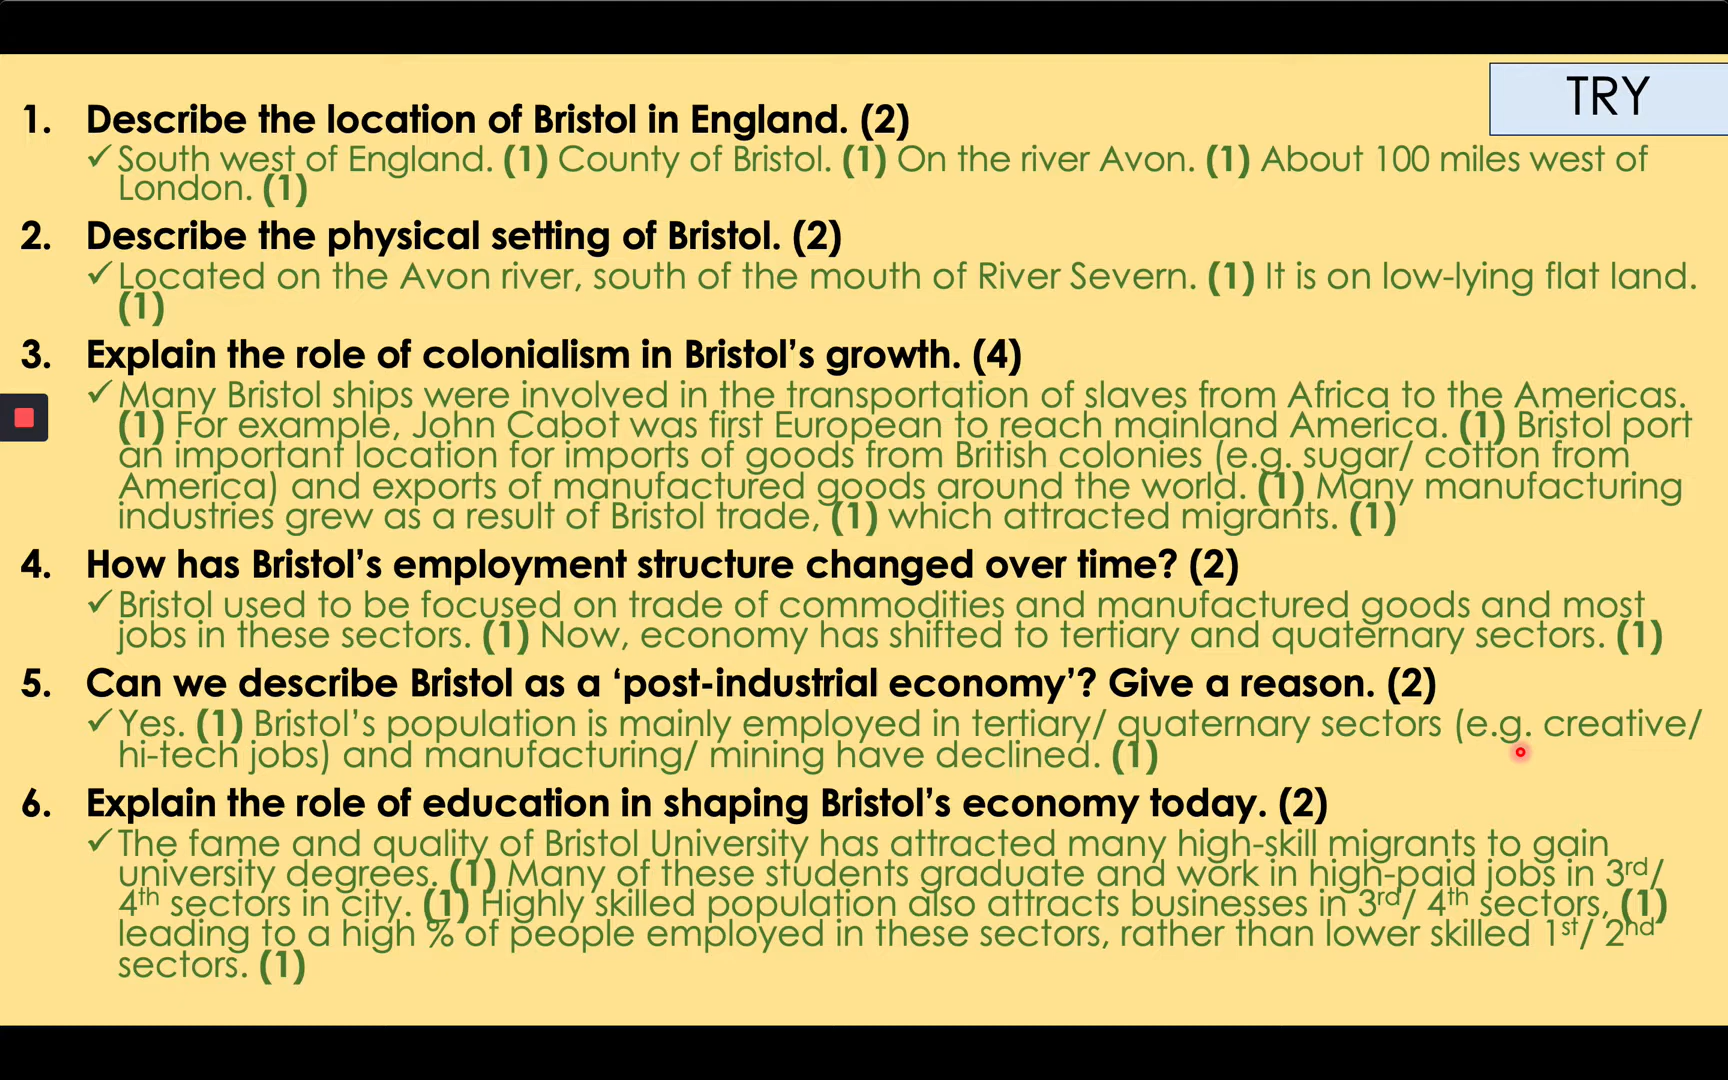 TRY
1. Describe the location of Bristol in England. (2)
✓ South west of England. (1) County of Bristol. (1) On the river Avon. (1) About 100 miles west of
London. (1)
2. Describe the physical setting of Bristol. (2)
✓ Located on the Avon river, south of the mouth of River Severn. (1) It is on low-lying flat land.
(1)
3. Explain the role of colonialism in Bristol’s growth. (4)
✓ Many Bristol ships were involved in the transportation of slaves from Africa to the Americas.
(1) For example, John Cabot was first European to reach mainland America. (1) Bristol port
an important location for imports of goods from British colonies (e.g. sugar/ cotton from
America) and exports of manufactured goods around the world. (1) Many manufacturing
industries grew as a result of Bristol trade, (1) which attracted migrants. (1)
4. How has Bristol’s employment structure changed over time? (2)
✓ Bristol used to be focused on trade of commodities and manufactured goods and most
jobs in these sectors. (1) Now, economy has shifted to tertiary and quaternary sectors. (1)
5. Can we describe Bristol as a ‘post-industrial economy’? Give a reason. (2)
✓ Yes. (1) Bristol’s population is mainly employed in tertiary/ quaternary sectors (e.g. creative/
hi-tech jobs) and manufacturing/ mining have declined. (1)
6. Explain the role of education in shaping Bristol’s economy today. (2)
✓ The fame and quality of Bristol University has attracted many high-skill migrants to gain
university degrees. (1) Many of these students graduate and work in high-paid jobs in 3rd/
4th sectors in city. (1) Highly skilled population also attracts businesses in 3rd/ 4th sectors, (1)
leading to a high % of people employed in these sectors, rather than lower skilled 1st/ 2nd
sectors. (1)